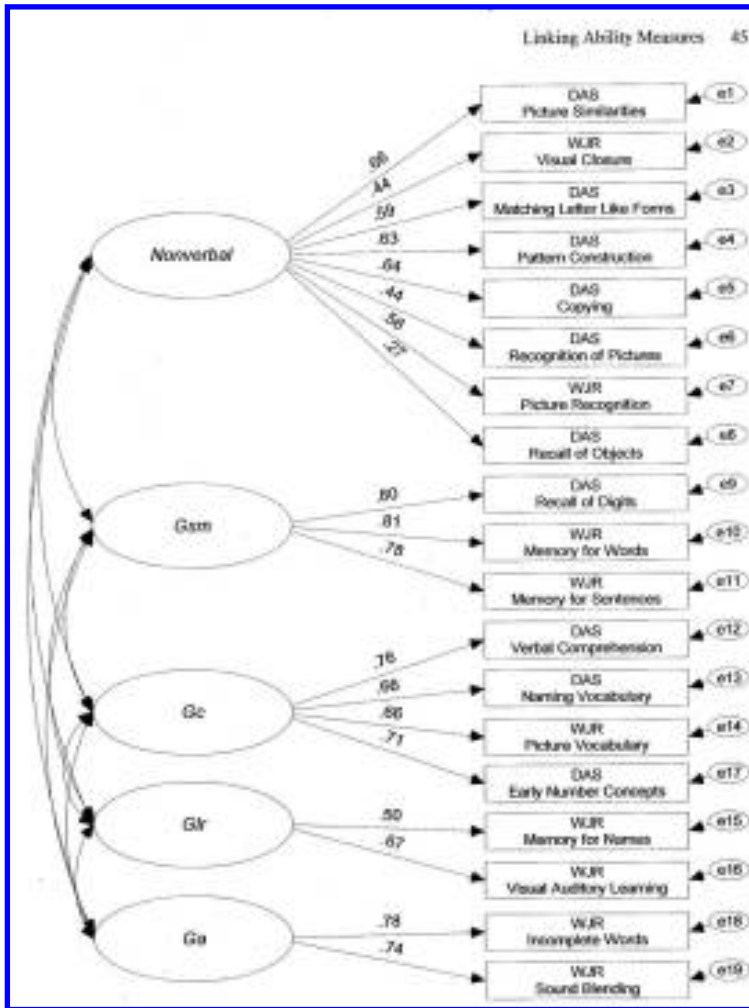 Linking Ability Measures 45
DAS
Picture Similarities
e1
WJR
Visual Closure
e2
.44
DAS
Matching Letter Like Forms
e3
.59
Nonverbal
DAS
Pattern Construction
e4
.63
DAS
Copying
e5
.64
DAS
Recognition of Pictures
e6
.44
WJR
Picture Recognition
e7
DAS
Recall of Objects
e8
.27
DAS
Recall of Digits
e9
Gsm
WJR
Memory for Words
e10
.81
WJR
Memory for Sentences
e11
.78
DAS
Verbal Comprehension
e12
.76
DAS
Naming Vocabulary
e13
Gc
WJR
Picture Vocabulary
e14
.66
DAS
Early Number Concepts
e17
.71
Glr
WJR
Memory for Names
e15
WJR
Visual Auditory Learning
e16
.67
Ga
WJR
Incomplete Words
e18
.78
WJR
Sound Blending
e19
.74